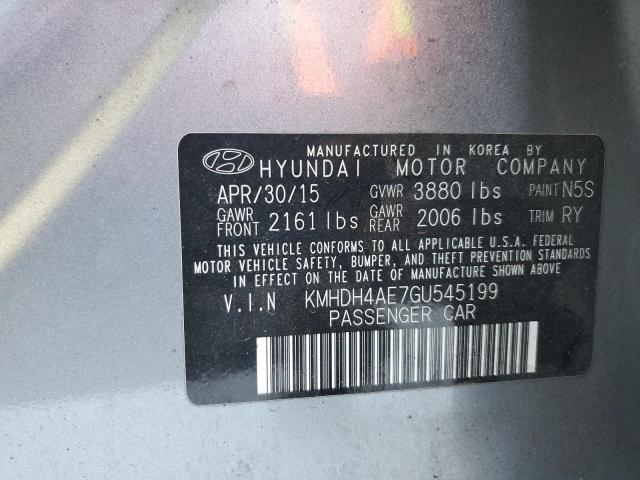 MANUFACTURED IN KOREA BY
HYUNDAI MOTOR COMPANY
APR/30/15 GVWR 3880 lbs PAINT N5S
GAWR FRONT 2161 lbs GAWR REAR 2006 lbs TRIM RY
THIS VEHICLE CONFORMS TO ALL APPLICABLE U.S.A. FEDERAL
MOTOR VEHICLE SAFETY, BUMPER, AND THEFT PREVENTION STANDARDS
IN EFFECT ON THE DATE OF MANUFACTURE SHOWN ABOVE.
V.I.N KMHDH4AE7GU545199
PASSENGER CAR